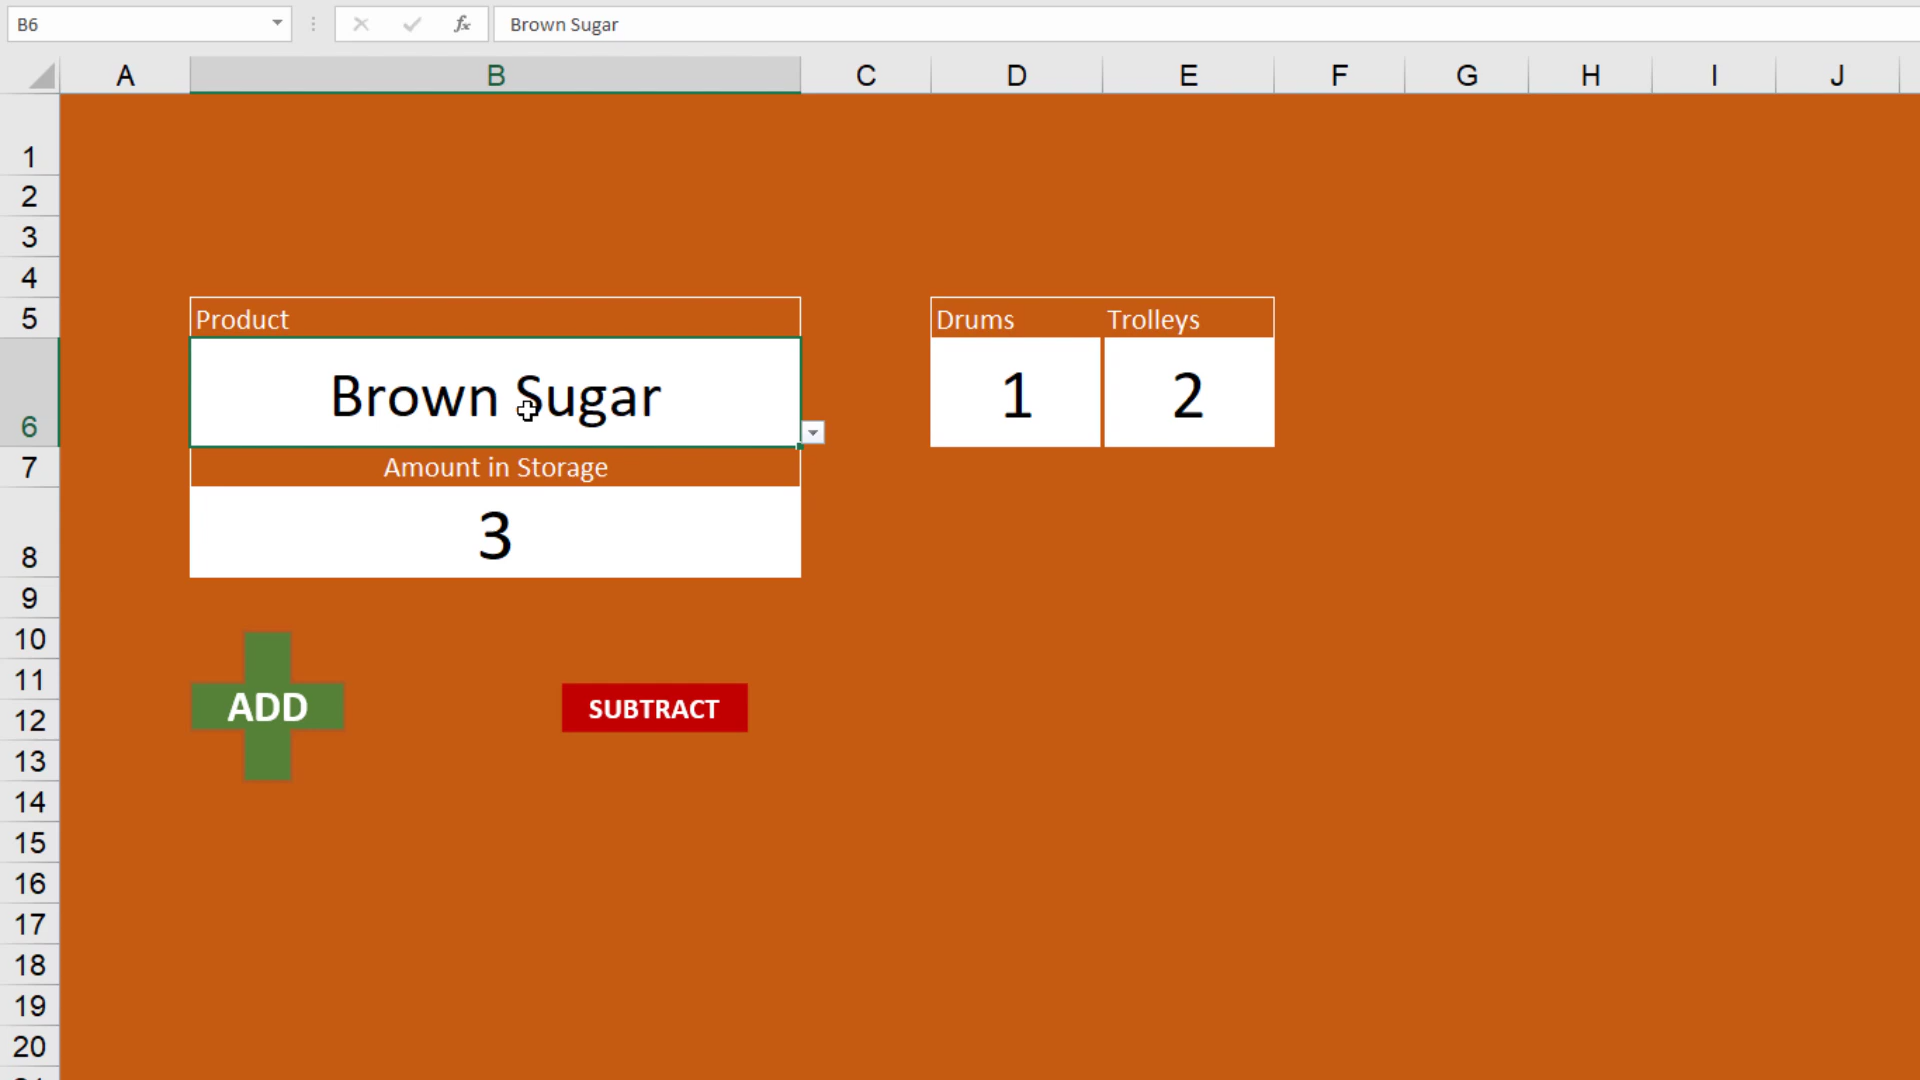 B6 fx Brown Sugar
A B C D E F G H I J
1
2
3
4
5 Product Drums Trolleys
6 Brown Sugar 1 2
7 Amount in Storage
8 3
9
10
11
12 ADD SUBTRACT
13
14
15
16
17
18
19
20